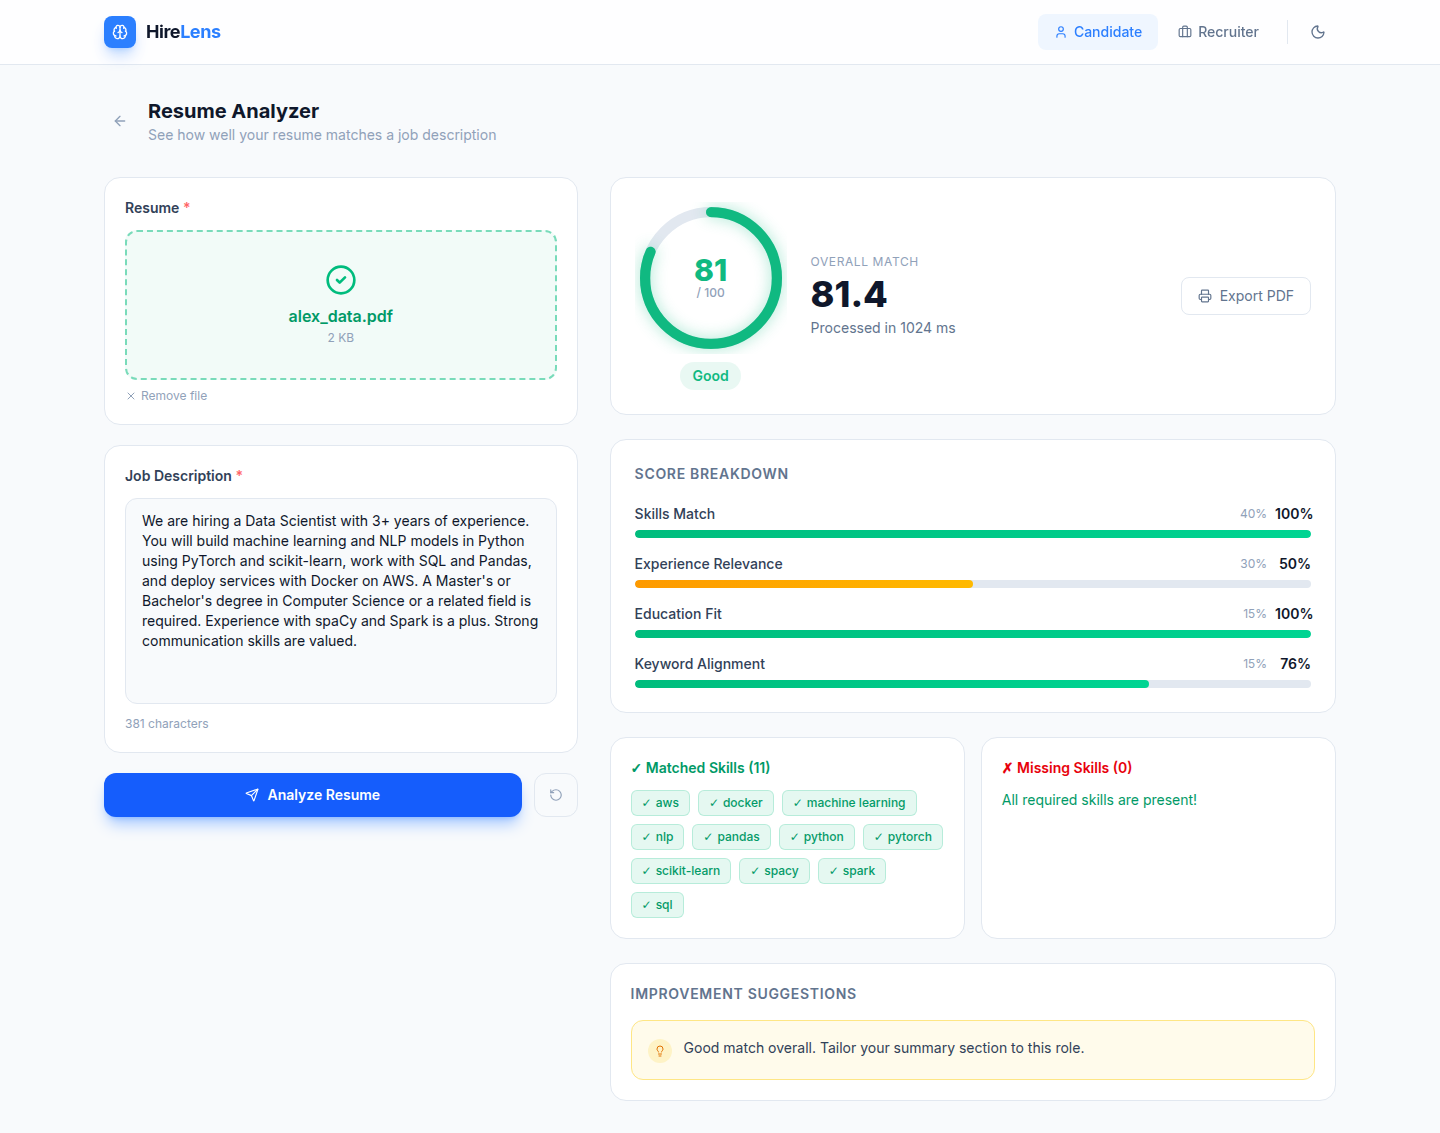 HireLens
Candidate
Recruiter
Resume Analyzer
See how well your resume matches a job description
Resume *
alex_data.pdf
2 KB
Remove file
Job Description *
We are hiring a Data Scientist with 3+ years of experience.
You will build machine learning and NLP models in Python
using PyTorch and scikit-learn, work with SQL and Pandas,
and deploy services with Docker on AWS. A Master's or
Bachelor's degree in Computer Science or a related field is
required. Experience with spaCy and Spark is a plus. Strong
communication skills are valued.
381 characters
Analyze Resume
81
/ 100
Good
OVERALL MATCH
81.4
Processed in 1024 ms
Export PDF
SCORE BREAKDOWN
Skills Match 40% 100%
Experience Relevance 30% 50%
Education Fit 15% 100%
Keyword Alignment 15% 76%
✓ Matched Skills (11)
✓ aws ✓ docker ✓ machine learning
✓ nlp ✓ pandas ✓ python ✓ pytorch
✓ scikit-learn ✓ spacy ✓ spark
✓ sql
✗ Missing Skills (0)
All required skills are present!
IMPROVEMENT SUGGESTIONS
Good match overall. Tailor your summary section to this role.